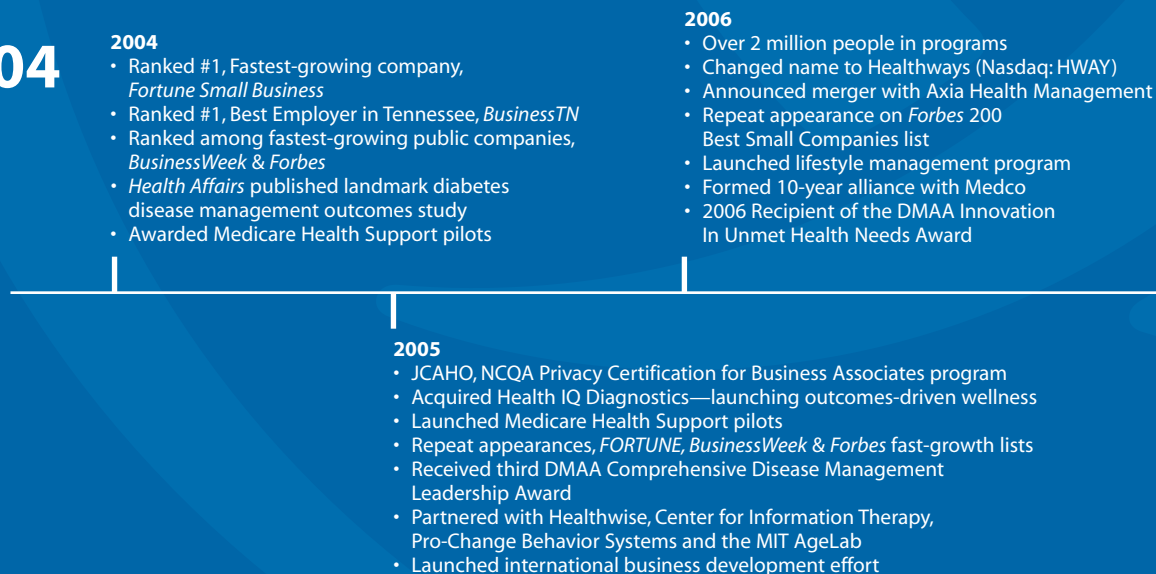 04
2004
• Ranked #1, Fastest-growing company,
Fortune Small Business
• Ranked #1, Best Employer in Tennessee, BusinessTN
• Ranked among fastest-growing public companies,
BusinessWeek & Forbes
• Health Affairs published landmark diabetes
disease management outcomes study
• Awarded Medicare Health Support pilots
2006
• Over 2 million people in programs
• Changed name to Healthways (Nasdaq: HWAY)
• Announced merger with Axia Health Management
• Repeat appearance on Forbes 200
Best Small Companies list
• Launched lifestyle management program
• Formed 10-year alliance with Medco
• 2006 Recipient of the DMAA Innovation
In Unmet Health Needs Award
2005
• JCAHO, NCQA Privacy Certification for Business Associates program
• Acquired Health IQ Diagnostics—launching outcomes-driven wellness
• Launched Medicare Health Support pilots
• Repeat appearances, FORTUNE, BusinessWeek & Forbes fast-growth lists
• Received third DMAA Comprehensive Disease Management
Leadership Award
• Partnered with Healthwise, Center for Information Therapy,
Pro-Change Behavior Systems and the MIT AgeLab
• Launched international business development effort